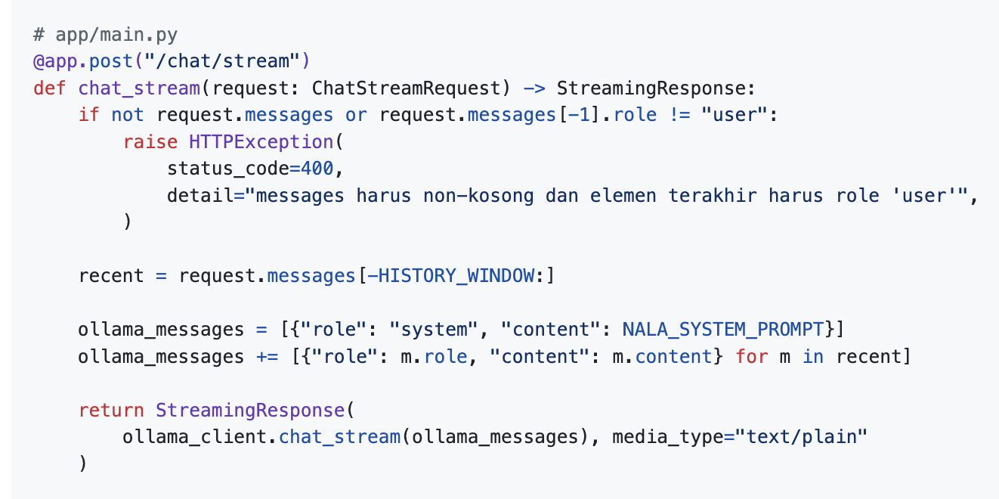 # app/main.py
@app.post("/chat/stream")
def chat_stream(request: ChatStreamRequest) -> StreamingResponse:
    if not request.messages or request.messages[-1].role != "user":
        raise HTTPException(
            status_code=400,
            detail="messages harus non-kosong dan elemen terakhir harus role 'user'",
        )

    recent = request.messages[-HISTORY_WINDOW:]

    ollama_messages = [{"role": "system", "content": NALA_SYSTEM_PROMPT}]
    ollama_messages += [{"role": m.role, "content": m.content} for m in recent]

    return StreamingResponse(
        ollama_client.chat_stream(ollama_messages), media_type="text/plain"
    )